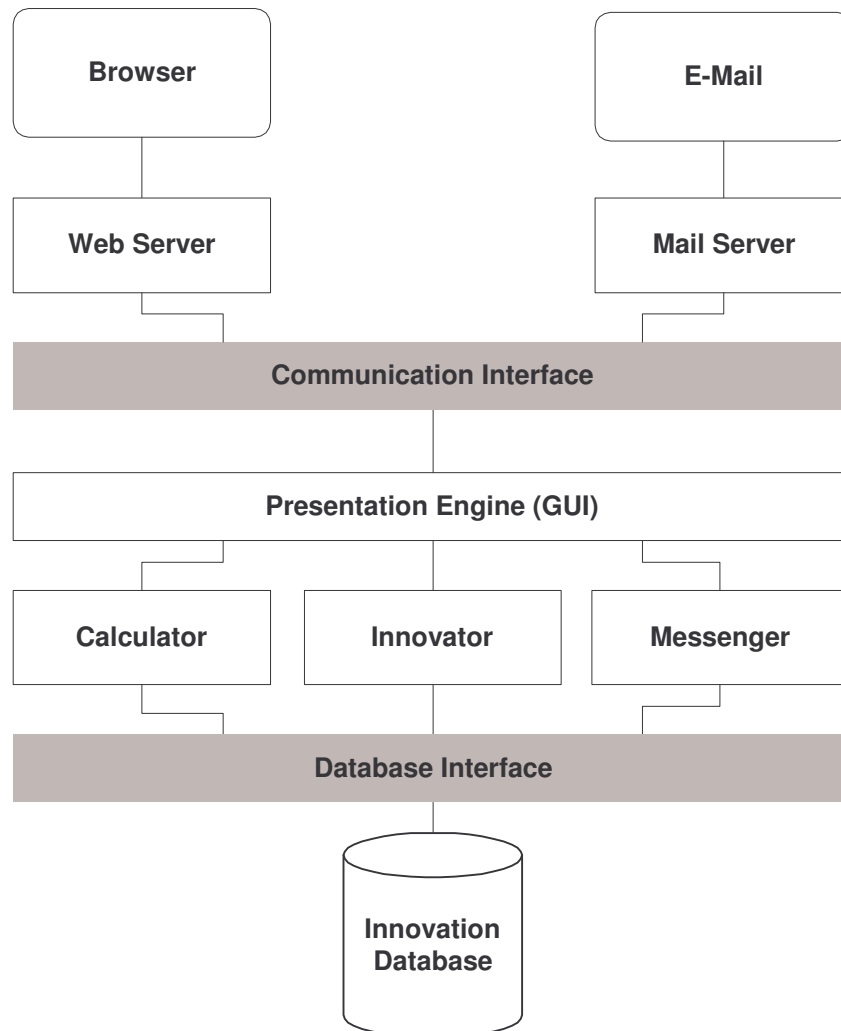 Browser
E-Mail
Web Server
Mail Server
Communication Interface
Presentation Engine (GUI)
Calculator
Innovator
Messenger
Database Interface
Innovation
Database